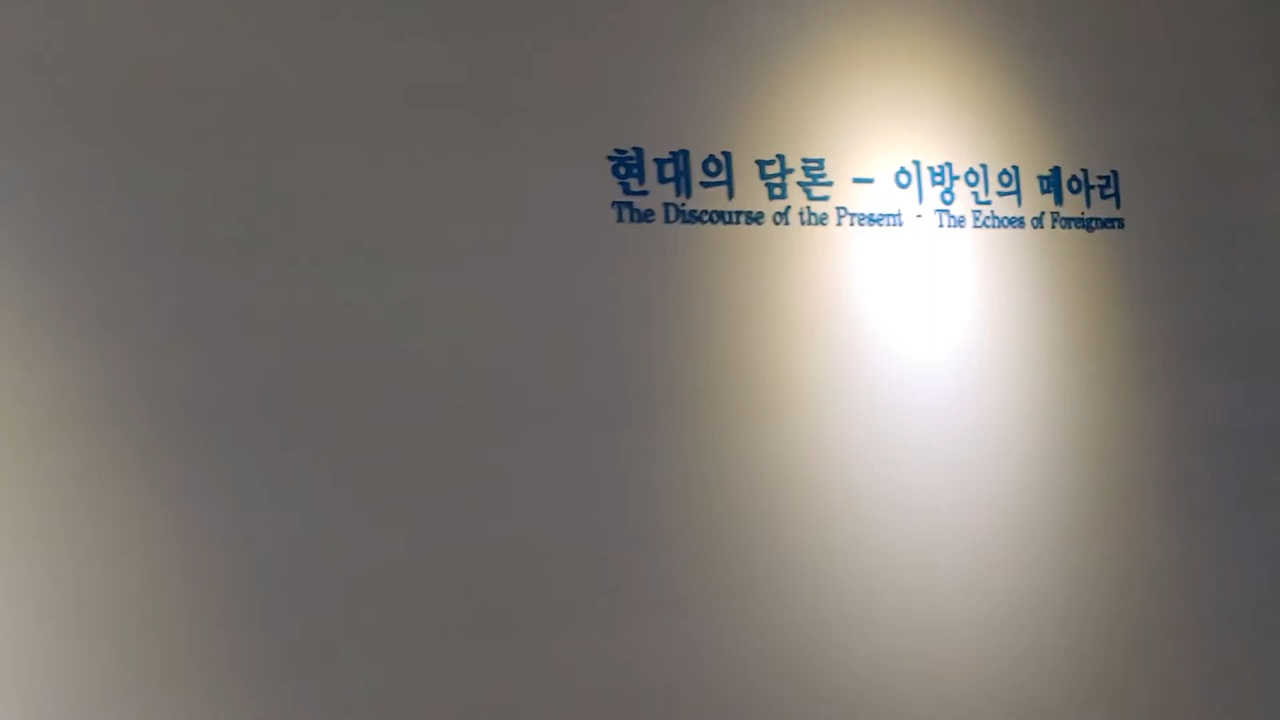 현대의 담론 - 이방인의 메아리
The Discourse of the Present - The Echoes of Foreigners